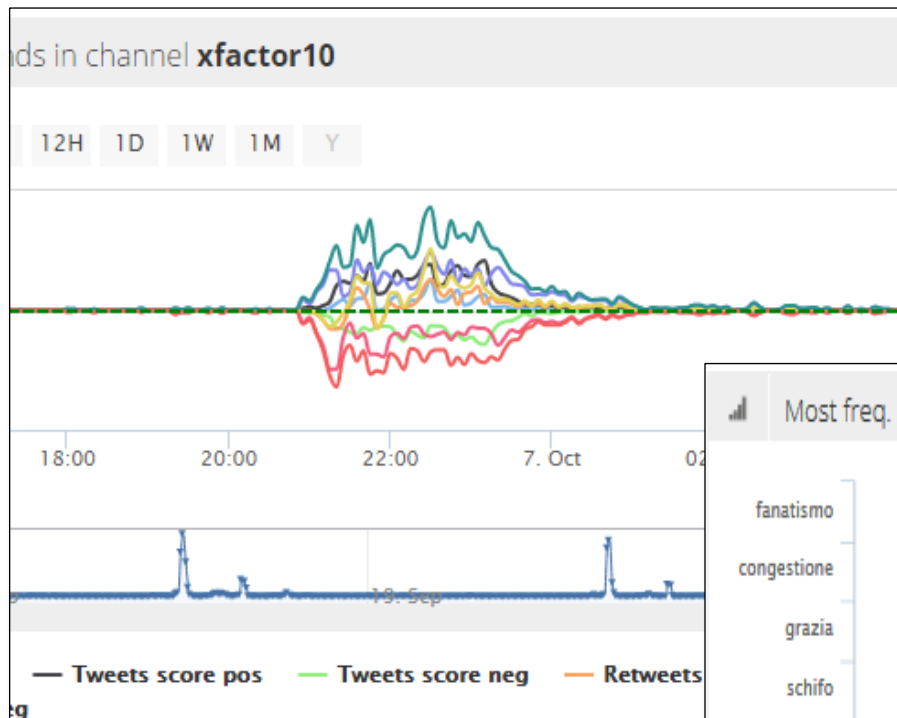 nds in channel xfactor10
12H 1D 1W 1M Y
18:00 20:00 22:00 7. Oct 02
19. Sep
Tweets score pos Tweets score neg Retweets
eg
Most freq.
fanatismo
congestione
grazia
schifo